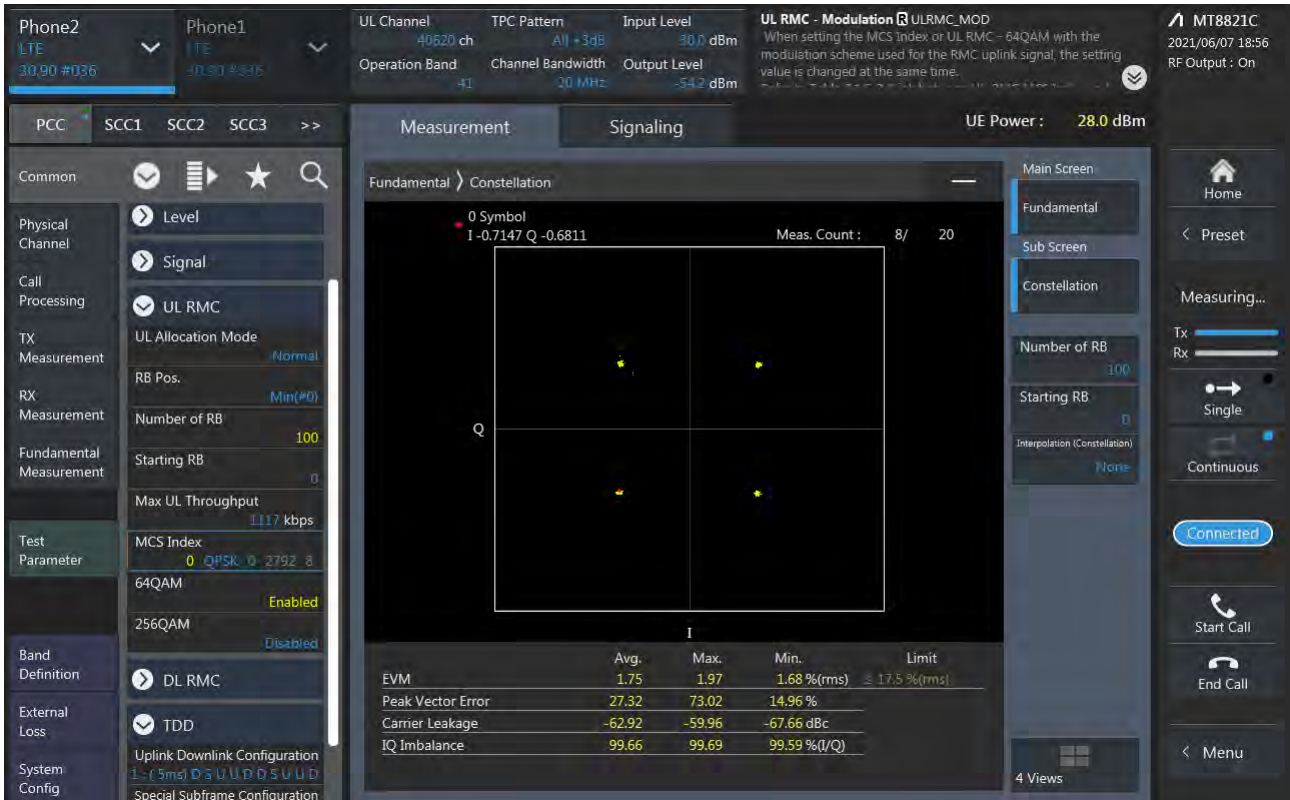 Phone2
LTE
30.90 #036
Phone1
LTE
UL Channel
40620 ch
Operation Band
41
TPC Pattern
All +3dB
Channel Bandwidth
20 MHz
Input Level
30.0 dBm
Output Level
-54.2 dBm
UL RMC - Modulation R ULRMC_MOD
When setting the MCS Index or UL RMC - 64QAM with the
modulation scheme used for the RMC uplink signal, the setting
value is changed at the same time.
MT8821C
2021/06/07 18:56
RF Output : On
PCC SCC1 SCC2 SCC3 >>
Measurement Signaling
UE Power : 28.0 dBm
Common
Physical
Channel
Call
Processing
TX
Measurement
RX
Measurement
Fundamental
Measurement
Test
Parameter
Band
Definition
External
Loss
System
Config
Level
Signal
UL RMC
UL Allocation Mode
Normal
RB Pos.
Min(#0)
Number of RB
100
Starting RB
0
Max UL Throughput
1117 kbps
MCS Index
0 QPSK 0 2792 8
64QAM
Enabled
256QAM
Disabled
DL RMC
TDD
Uplink Downlink Configuration
1 : ( 5ms) D S U U D D S U U D
Special Subframe Configuration
Fundamental 〉 Constellation
0 Symbol
I -0.7147 Q -0.6811
Meas. Count : 8/ 20
Q
I
Avg. Max. Min. Limit
EVM 1.75 1.97 1.68 %(rms) ≤ 17.5 %(rms)
Peak Vector Error 27.32 73.02 14.96 %
Carrier Leakage -62.92 -59.96 -67.66 dBc
IQ Imbalance 99.66 99.69 99.59 %(I/Q)
Main Screen
Fundamental
Sub Screen
Constellation
Number of RB
100
Starting RB
0
Interpolation (Constellation)
None
4 Views
Home
< Preset
Measuring...
Tx
Rx
Single
Continuous
Connected
Start Call
End Call
< Menu